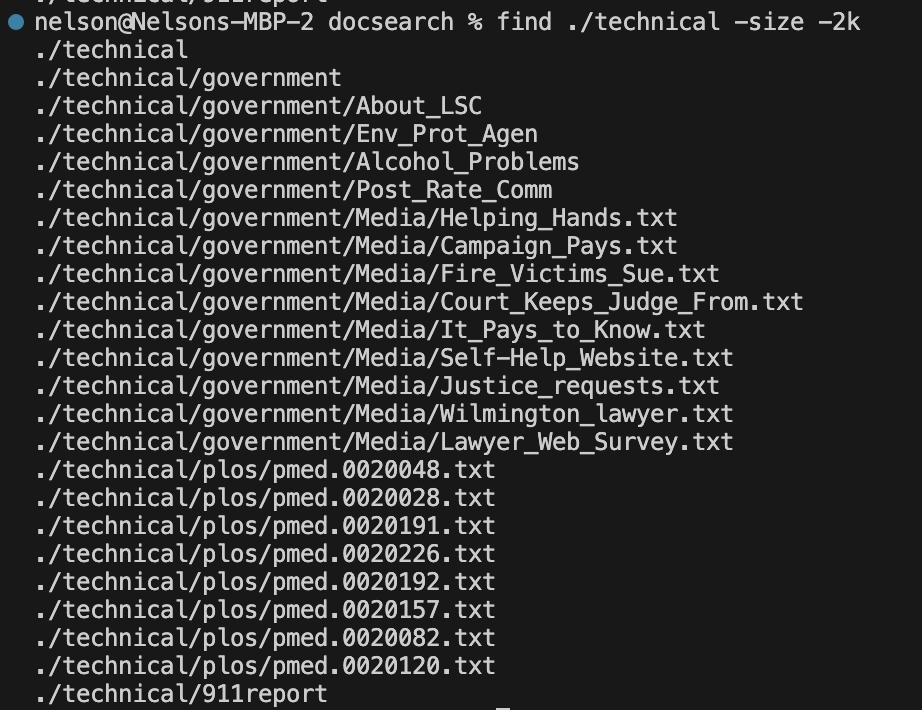 ./technical/911report
nelson@Nelsons-MBP-2 docsearch % find ./technical -size -2k
./technical
./technical/government
./technical/government/About_LSC
./technical/government/Env_Prot_Agen
./technical/government/Alcohol_Problems
./technical/government/Post_Rate_Comm
./technical/government/Media/Helping_Hands.txt
./technical/government/Media/Campaign_Pays.txt
./technical/government/Media/Fire_Victims_Sue.txt
./technical/government/Media/Court_Keeps_Judge_From.txt
./technical/government/Media/It_Pays_to_Know.txt
./technical/government/Media/Self-Help_Website.txt
./technical/government/Media/Justice_requests.txt
./technical/government/Media/Wilmington_lawyer.txt
./technical/government/Media/Lawyer_Web_Survey.txt
./technical/plos/pmed.0020048.txt
./technical/plos/pmed.0020028.txt
./technical/plos/pmed.0020191.txt
./technical/plos/pmed.0020226.txt
./technical/plos/pmed.0020192.txt
./technical/plos/pmed.0020157.txt
./technical/plos/pmed.0020082.txt
./technical/plos/pmed.0020120.txt
./technical/911report